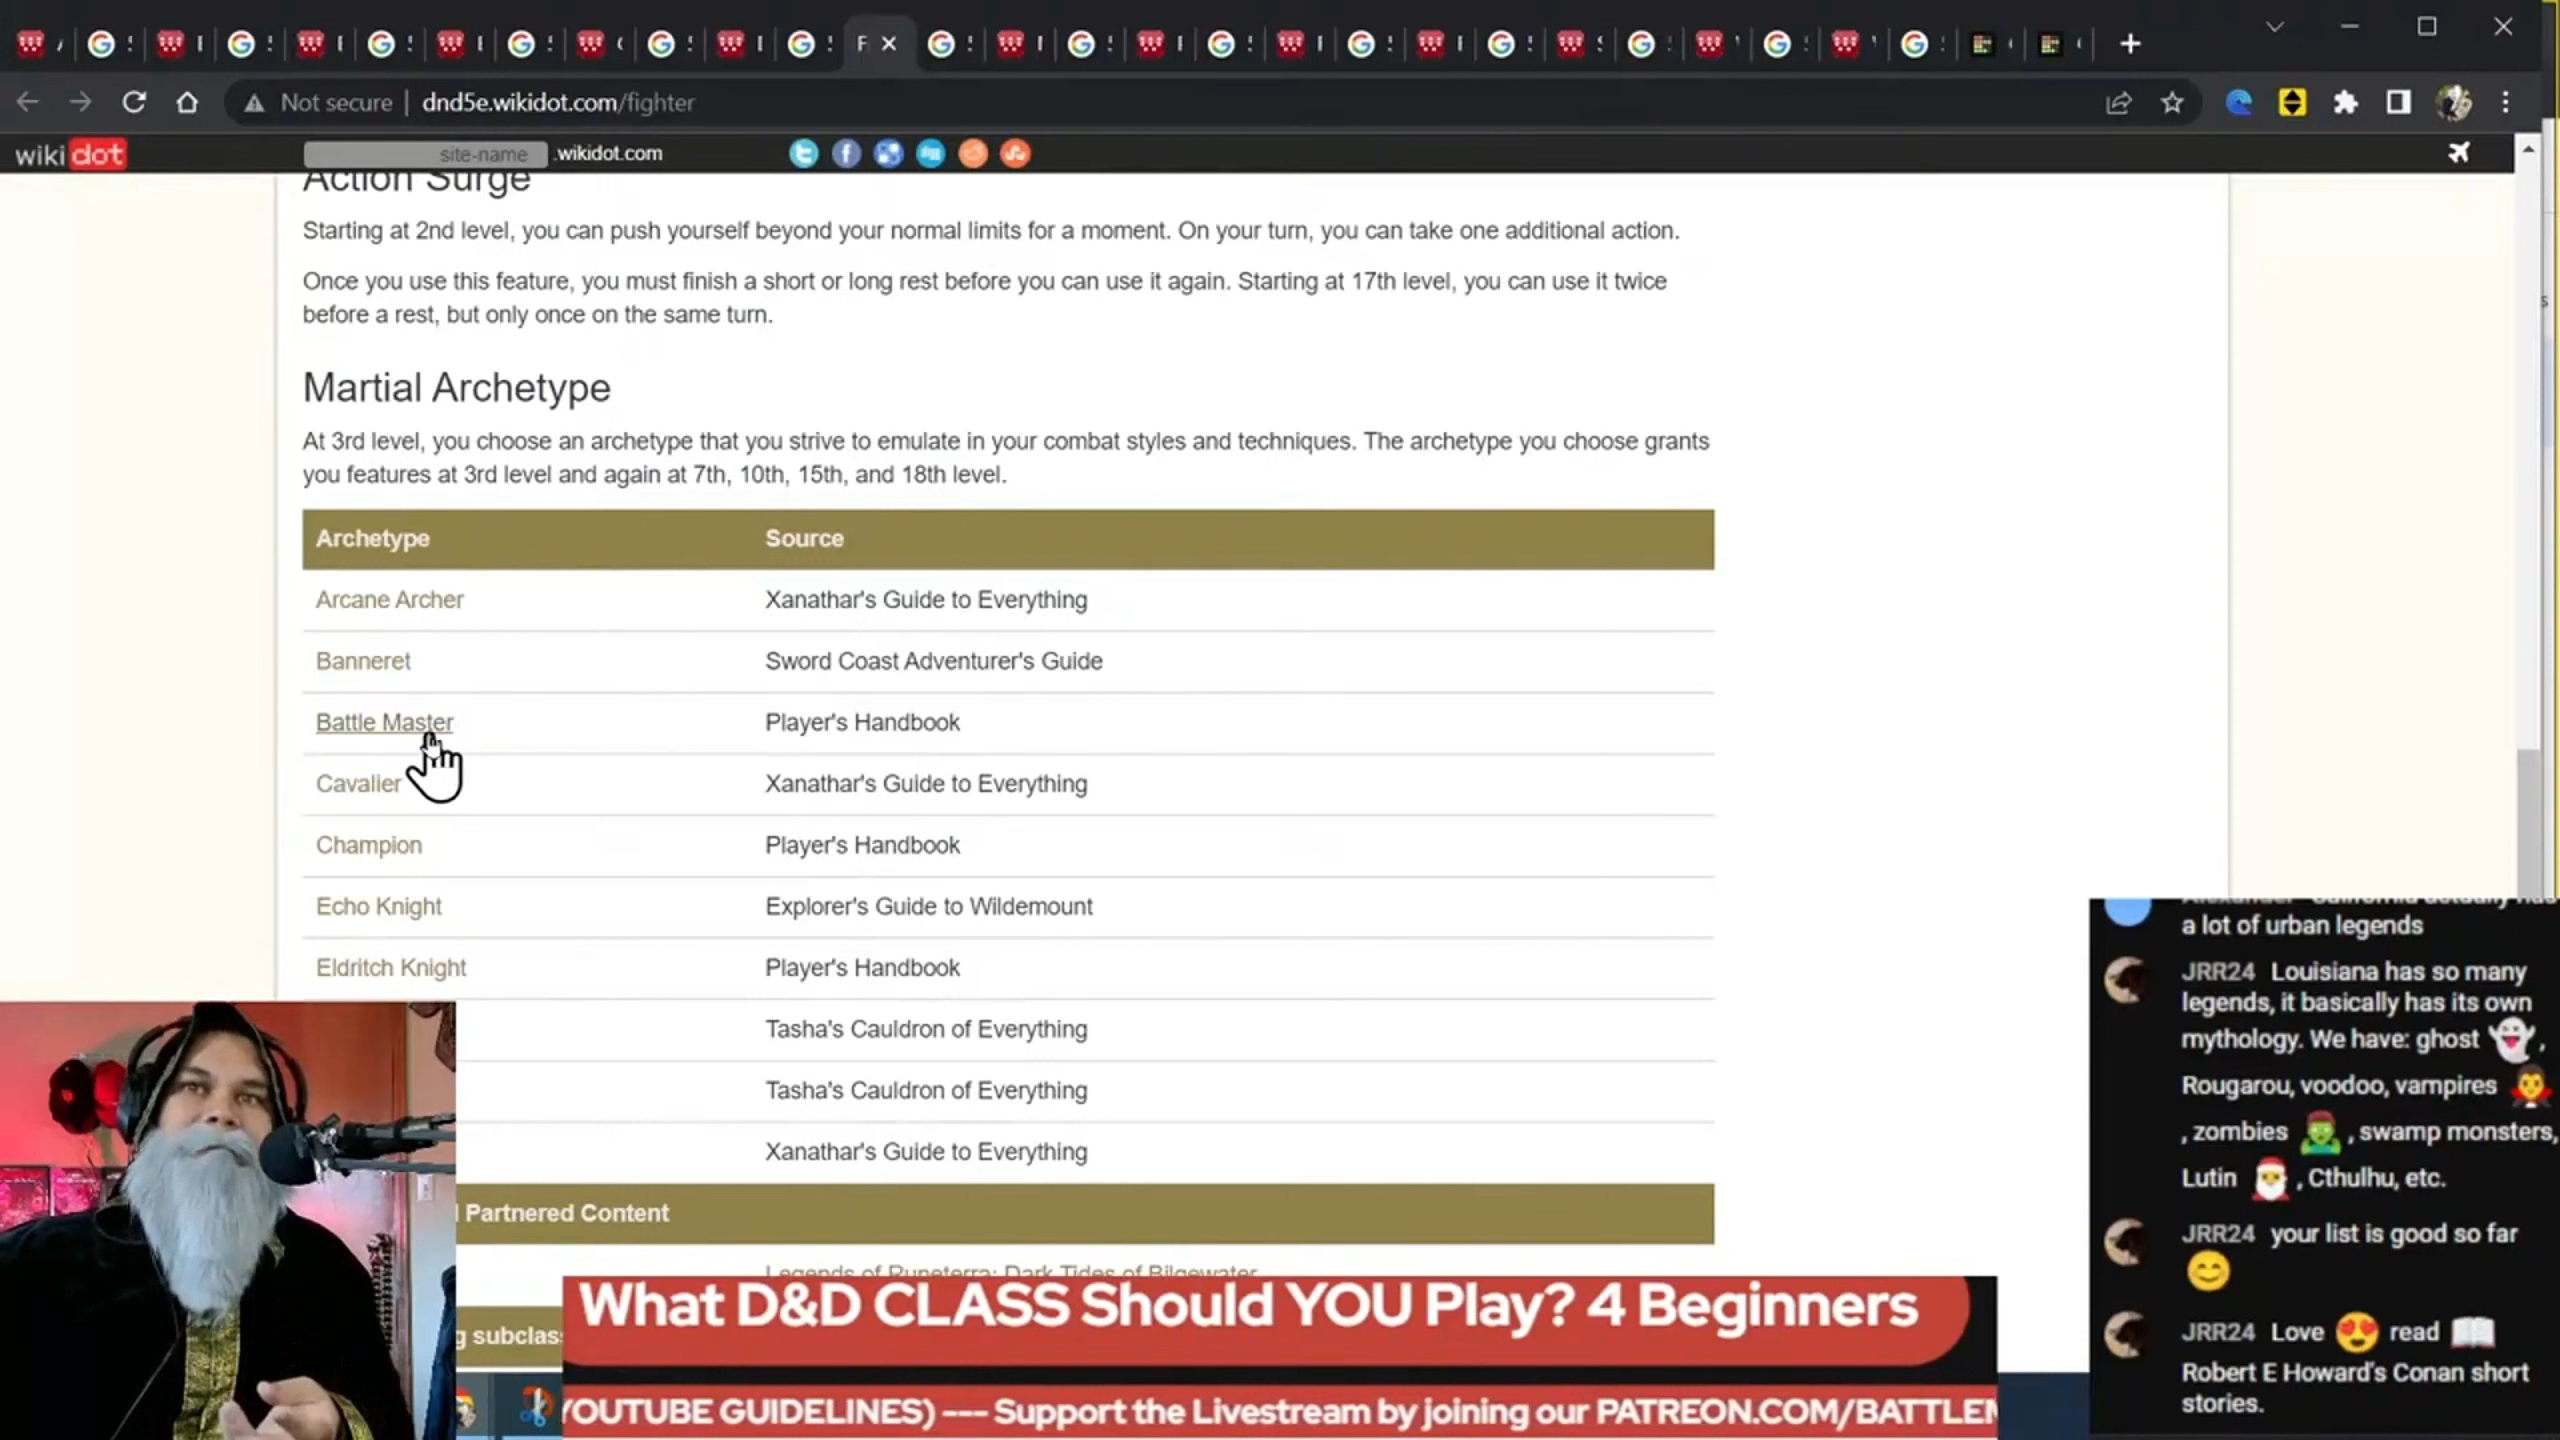 Not secure
dnd5e.wikidot.com/fighter
wikidot
site-name
.wikidot.com
Action Surge
Starting at 2nd level, you can push yourself beyond your normal limits for a moment. On your turn, you can take one additional action.
Once you use this feature, you must finish a short or long rest before you can use it again. Starting at 17th level, you can use it twice
before a rest, but only once on the same turn.
Martial Archetype
At 3rd level, you choose an archetype that you strive to emulate in your combat styles and techniques. The archetype you choose grants
you features at 3rd level and again at 7th, 10th, 15th, and 18th level.
Archetype Source
Arcane Archer Xanathar's Guide to Everything
Banneret Sword Coast Adventurer's Guide
Battle Master Player's Handbook
Cavalier Xanathar's Guide to Everything
Champion Player's Handbook
Echo Knight Explorer's Guide to Wildemount
Eldritch Knight Player's Handbook
Tasha's Cauldron of Everything
Tasha's Cauldron of Everything
Xanathar's Guide to Everything
Partnered Content
Legends of Runeterra: Dark Tides of Bilgewater
g subclas
What D&D CLASS Should YOU Play? 4 Beginners
YOUTUBE GUIDELINES) --- Support the Livestream by joining our PATREON.COM/BATTLE
a lot of urban legends
JRR24 Louisiana has so many
legends, it basically has its own
mythology. We have: ghost 👻,
Rougarou, voodoo, vampires 🧛
, zombies 🧟, swamp monsters,
Lutin 🎅, Cthulhu, etc.
JRR24 your list is good so far
😊
JRR24 Love 😍 read 📖
Robert E Howard's Conan short
stories.